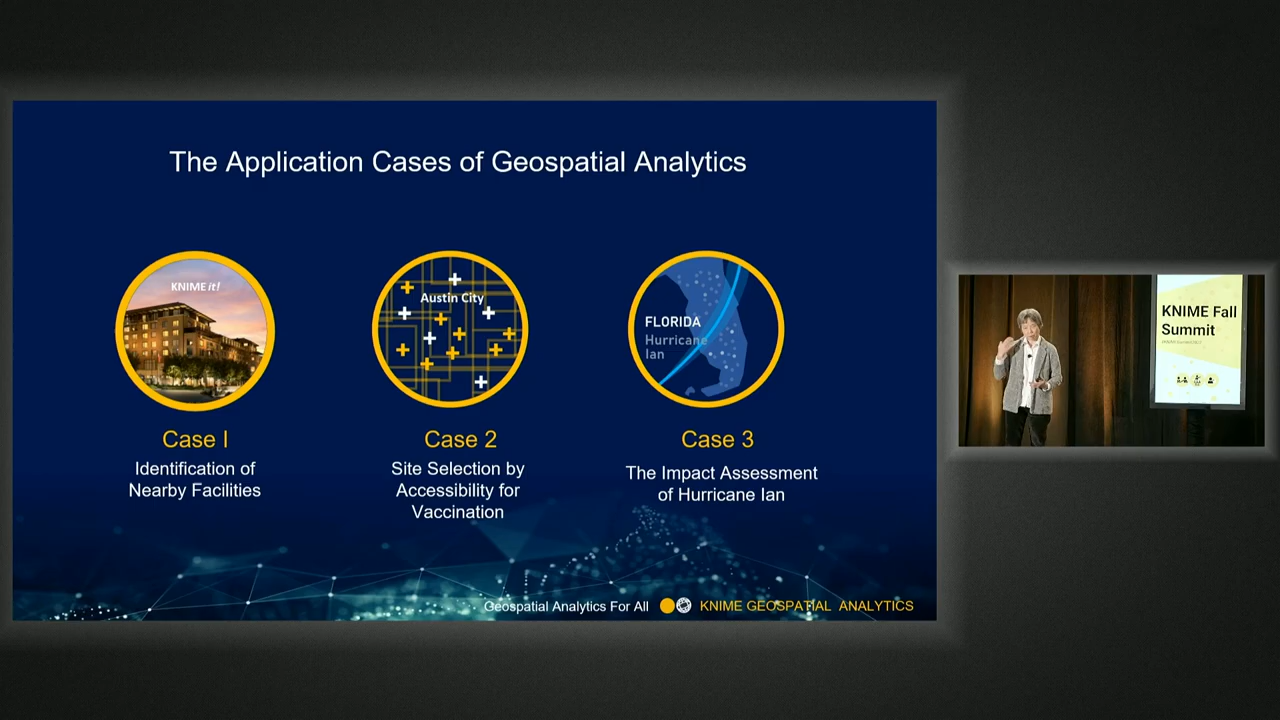 The Application Cases of Geospatial Analytics
KNIME it!
Austin City
FLORIDA
Hurricane
Ian
Case I
Case 2
Case 3
Identification of
Nearby Facilities
Site Selection by
Accessibility for
Vaccination
The Impact Assessment
of Hurricane Ian
Geospatial Analytics For All
KNIME GEOSPATIAL ANALYTICS
KNIME Fall
Summit